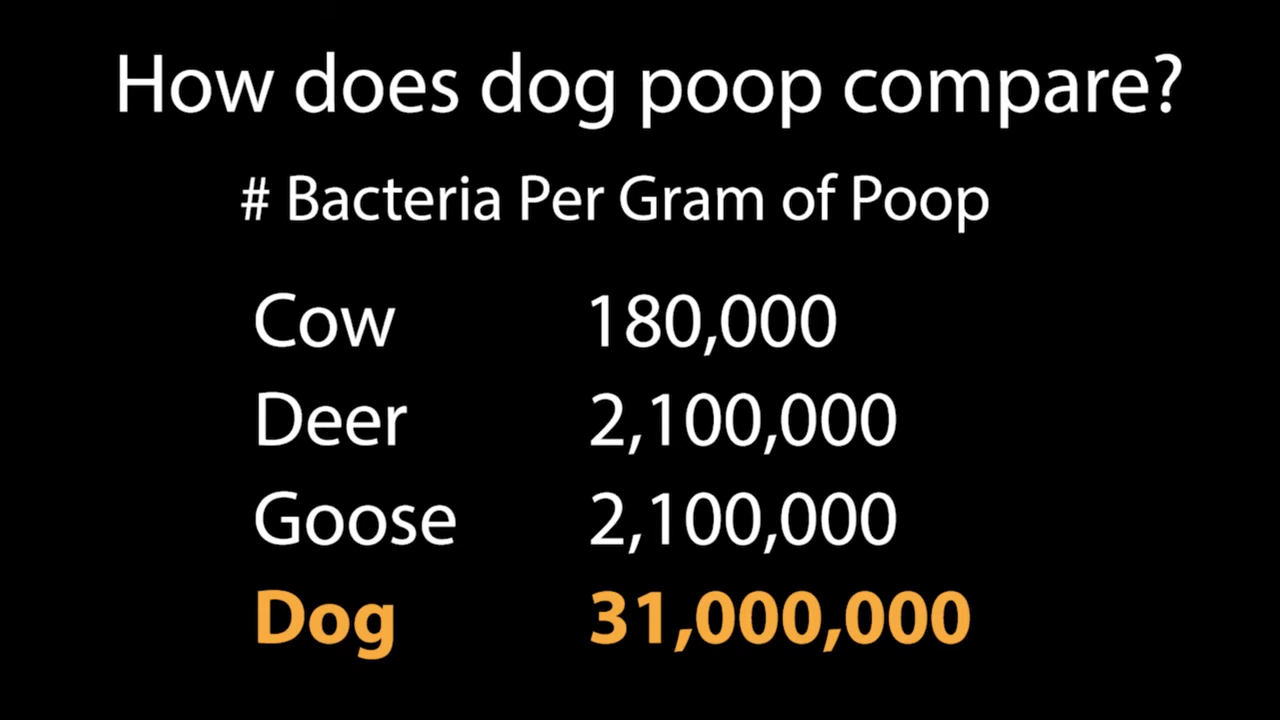 How does dog poop compare?
# Bacteria Per Gram of Poop
Cow 180,000
Deer 2,100,000
Goose 2,100,000
Dog 31,000,000